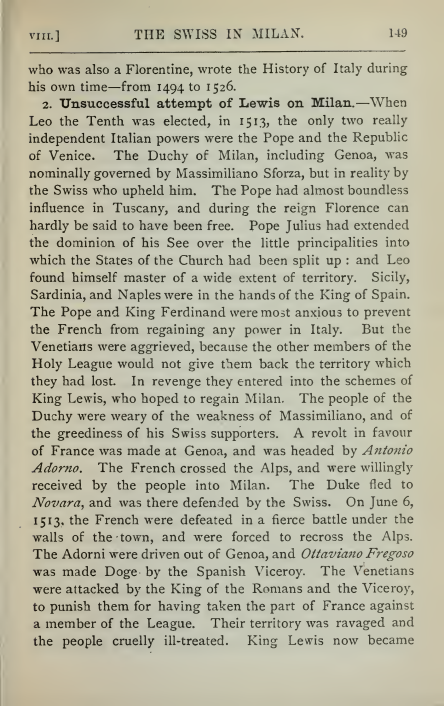 VIII.] THE SWISS IN MILAN. 149
who was also a Florentine, wrote the History of Italy during
his own time—from 1494 to 1526.
2. Unsuccessful attempt of Lewis on Milan.—When
Leo the Tenth was elected, in 1513, the only two really
independent Italian powers were the Pope and the Republic
of Venice. The Duchy of Milan, including Genoa, was
nominally governed by Massimiliano Sforza, but in reality by
the Swiss who upheld him. The Pope had almost boundless
influence in Tuscany, and during the reign Florence can
hardly be said to have been free. Pope Julius had extended
the dominion of his See over the little principalities into
which the States of the Church had been split up : and Leo
found himself master of a wide extent of territory. Sicily,
Sardinia, and Naples were in the hands of the King of Spain.
The Pope and King Ferdinand were most anxious to prevent
the French from regaining any power in Italy. But the
Venetians were aggrieved, because the other members of the
Holy League would not give them back the territory which
they had lost. In revenge they entered into the schemes of
King Lewis, who hoped to regain Milan. The people of the
Duchy were weary of the weakness of Massimiliano, and of
the greediness of his Swiss supporters. A revolt in favour
of France was made at Genoa, and was headed by Antonio
Adorno. The French crossed the Alps, and were willingly
received by the people into Milan. The Duke fled to
Novara, and was there defended by the Swiss. On June 6,
1513, the French were defeated in a fierce battle under the
walls of the town, and were forced to recross the Alps.
The Adorni were driven out of Genoa, and Ottaviano Fregoso
was made Doge by the Spanish Viceroy. The Venetians
were attacked by the King of the Romans and the Viceroy,
to punish them for having taken the part of France against
a member of the League. Their territory was ravaged and
the people cruelly ill-treated. King Lewis now became